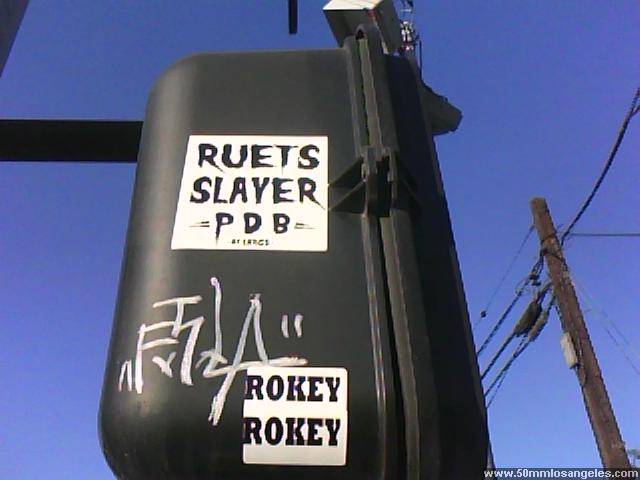 RUETS
SLAYER
=PDB=
ROKEY
ROKEY
www.50mmlosangeles.com